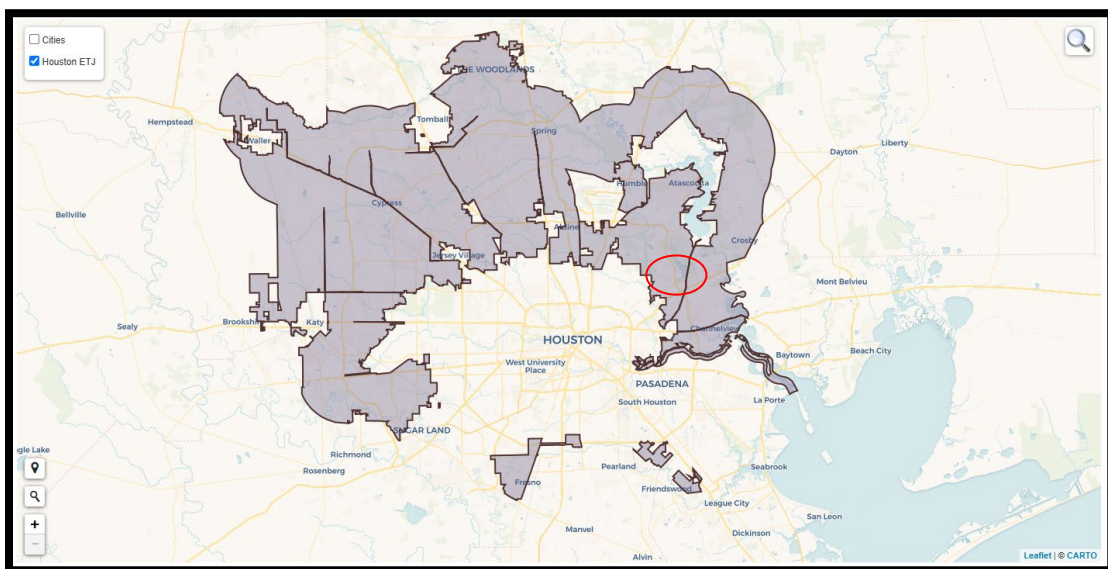 Cities
Houston ETJ
THE WOODLANDS
Hempstead
Tomball
Waller
Spring
Liberty
Dayton
Humble
Atascocita
Cypress
Bellville
Aldine
Crosby
Jersey Village
Mont Belvieu
Sealy
Brookshire
Katy
Channelview
HOUSTON
Beach City
Baytown
West University
Place
PASADENA
La Porte
South Houston
SUGAR LAND
gle Lake
Richmond
Rosenberg
Pearland
Seabrook
Fresno
Friendswood
League City
San Leon
Manvel
Dickinson
Alvin
+
−
Leaflet | © CARTO